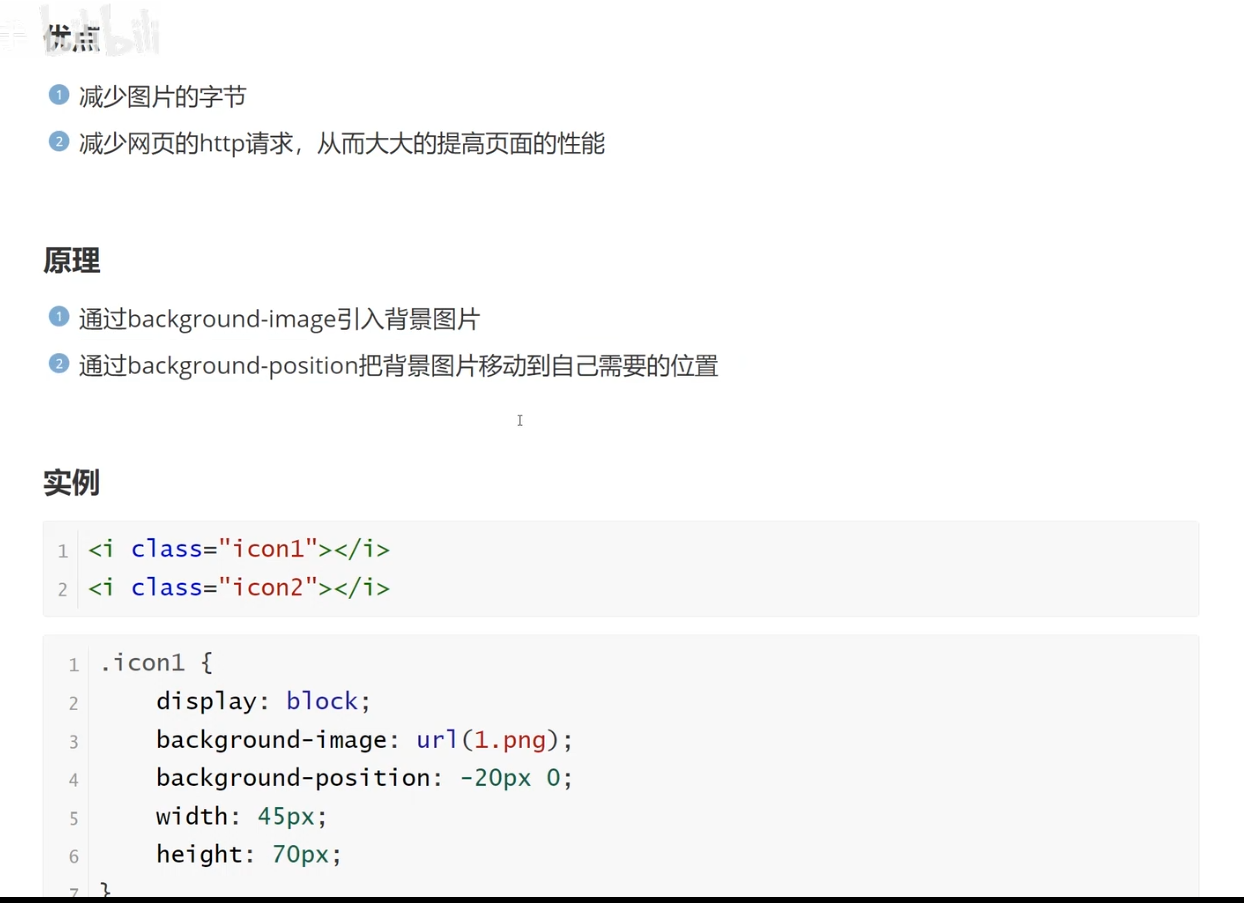 优点
bilibili
1 减少图片的字节
2 减少网页的http请求，从而大大的提高页面的性能
原理
1 通过background-image引入背景图片
2 通过background-position把背景图片移动到自己需要的位置
实例
1 <i class="icon1"></i>
2 <i class="icon2"></i>
1 .icon1 {
2 display: block;
3 background-image: url(1.png);
4 background-position: -20px 0;
5 width: 45px;
6 height: 70px;
7 }